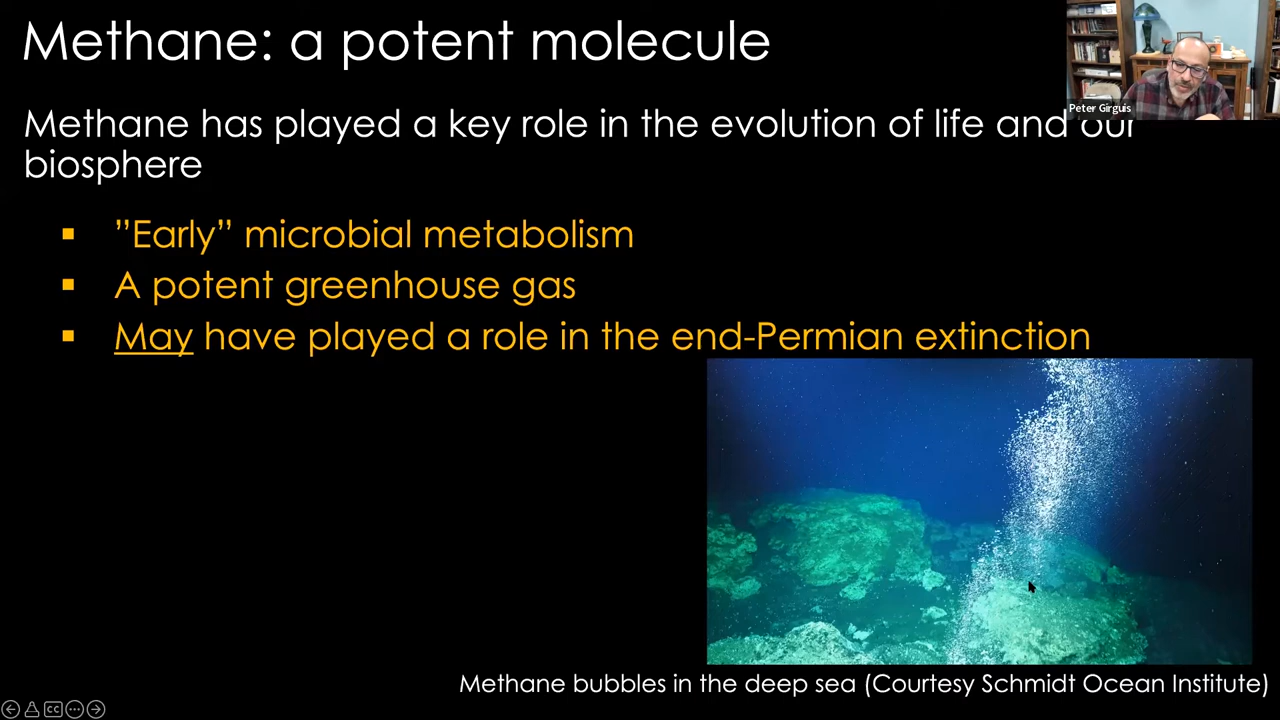 Methane: a potent molecule
Peter Girguis
Methane has played a key role in the evolution of life and our
biosphere
”Early” microbial metabolism
A potent greenhouse gas
May have played a role in the end-Permian extinction
Methane bubbles in the deep sea (Courtesy Schmidt Ocean Institute)
CC